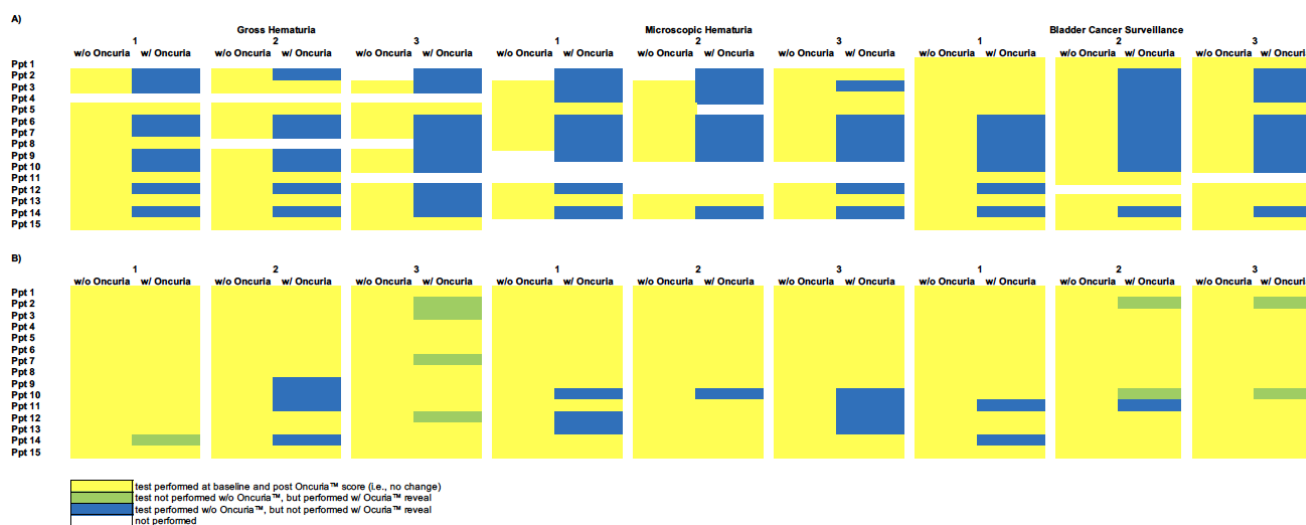 A)
Gross Hematuria Microscopic Hematuria Bladder Cancer Surveillance
1 2 3 1 2 3 1 2 3
w/o Oncuria w/ Oncuria w/o Oncuria w/ Oncuria w/o Oncuria w/ Oncuria w/o Oncuria w/ Oncuria w/o Oncuria w/ Oncuria w/o Oncuria w/ Oncuria w/o Oncuria w/ Oncuria w/o Oncuria w/ Oncuria w/o Oncuria w/ Oncuria
Ppt 1
Ppt 2
Ppt 3
Ppt 4
Ppt 5
Ppt 6
Ppt 7
Ppt 8
Ppt 9
Ppt 10
Ppt 11
Ppt 12
Ppt 13
Ppt 14
Ppt 15
B)
1 2 3 1 2 3 1 2 3
w/o Oncuria w/ Oncuria w/o Oncuria w/ Oncuria w/o Oncuria w/ Oncuria w/o Oncuria w/ Oncuria w/o Oncuria w/ Oncuria w/o Oncuria w/ Oncuria w/o Oncuria w/ Oncuria w/o Oncuria w/ Oncuria w/o Oncuria w/ Oncuria
Ppt 1
Ppt 2
Ppt 3
Ppt 4
Ppt 5
Ppt 6
Ppt 7
Ppt 8
Ppt 9
Ppt 10
Ppt 11
Ppt 12
Ppt 13
Ppt 14
Ppt 15
test performed at baseline and post Oncuria™ score (i.e., no change)
test not performed w/o Oncuria™, but performed w/ Ocuria™ reveal
test performed w/o Oncuria™, but not performed w/ Ocuria™ reveal
not performed